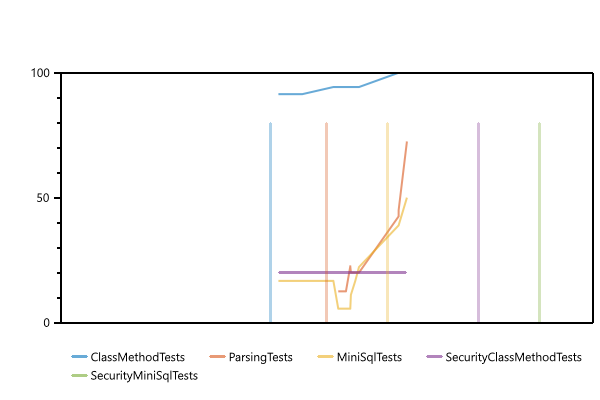 100
50
0
ClassMethodTests ParsingTests MiniSqlTests SecurityClassMethodTests
SecurityMiniSqlTests